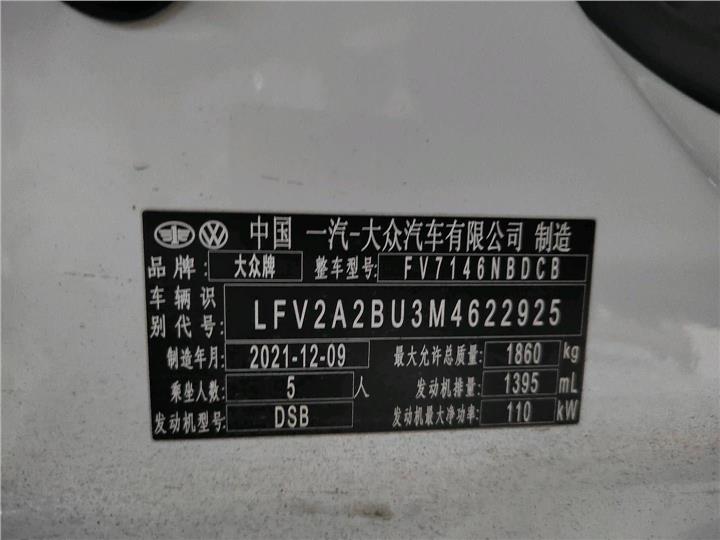 中国 一汽-大众汽车有限公司 制造
品牌: 大众牌 整车型号: FV7146NBDCB
车辆识别代号: LFV2A2BU3M4622925
制造年月: 2021-12-09 最大允许总质量: 1860 kg
乘坐人数: 5 人 发动机排量: 1395 mL
发动机型号: DSB 发动机最大净功率: 110 kW